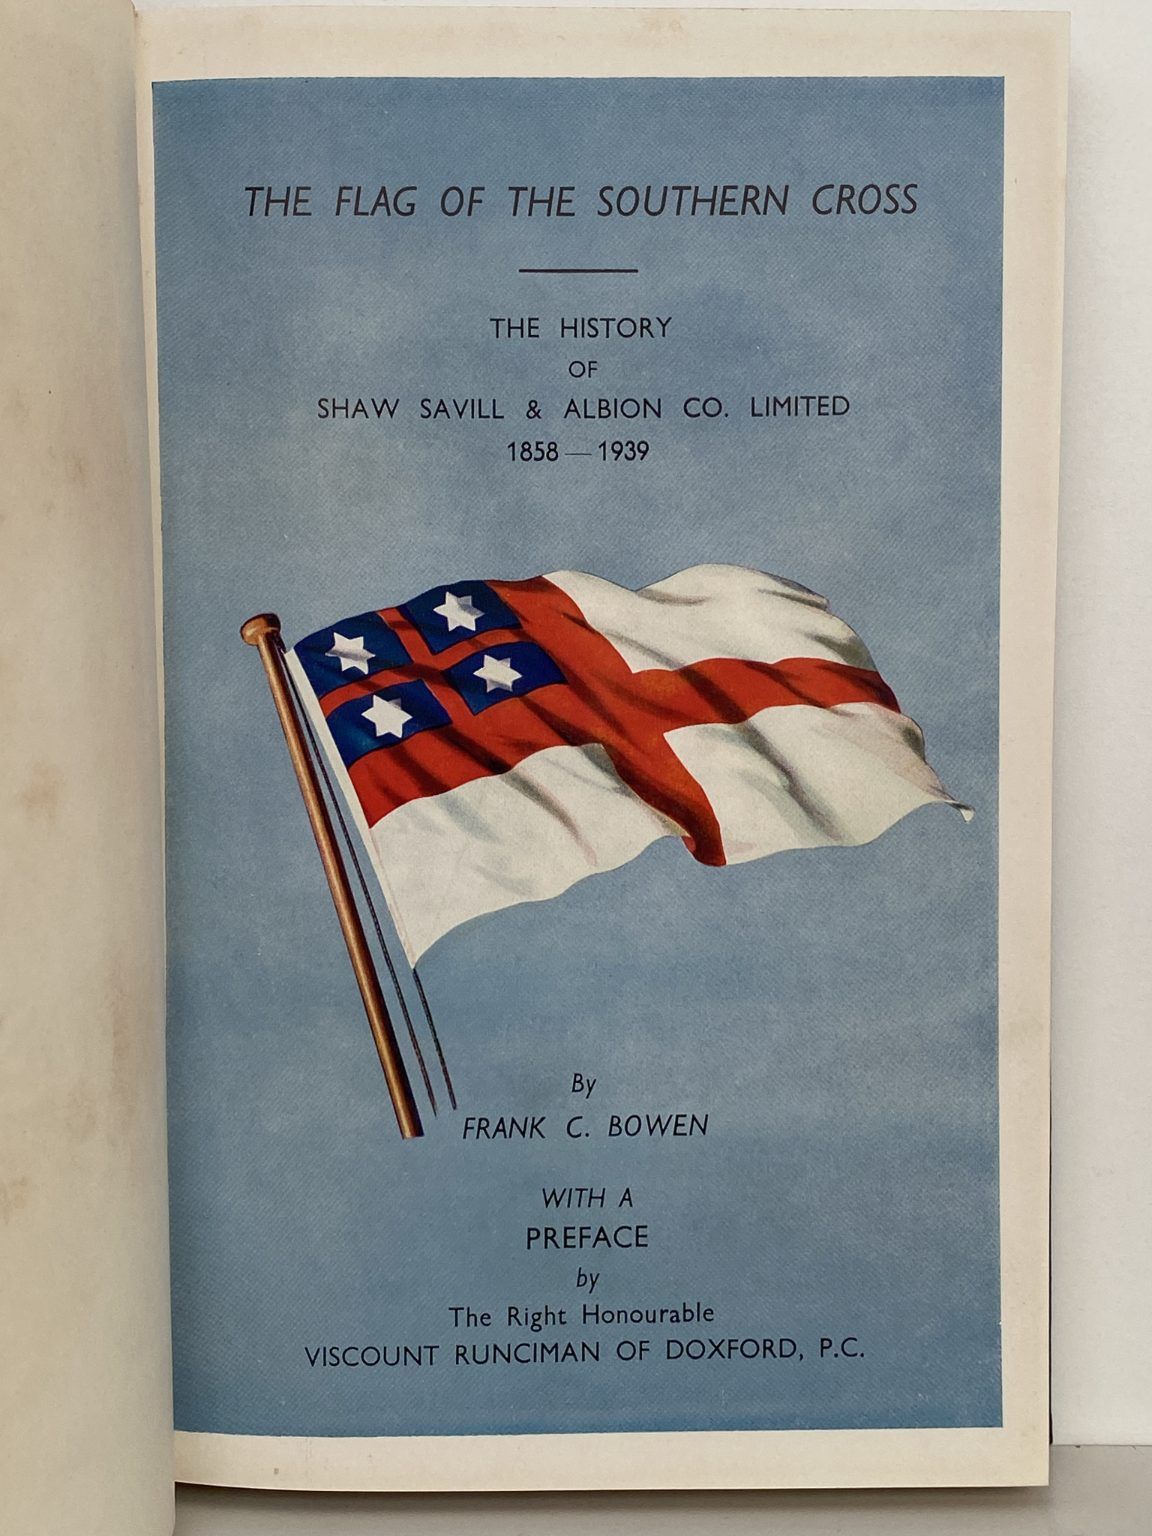 THE FLAG OF THE SOUTHERN CROSS
THE HISTORY
OF
SHAW SAVILL & ALBION CO. LIMITED
1858 — 1939
By
FRANK C. BOWEN
WITH A
PREFACE
by
The Right Honourable
VISCOUNT RUNCIMAN OF DOXFORD, P.C.